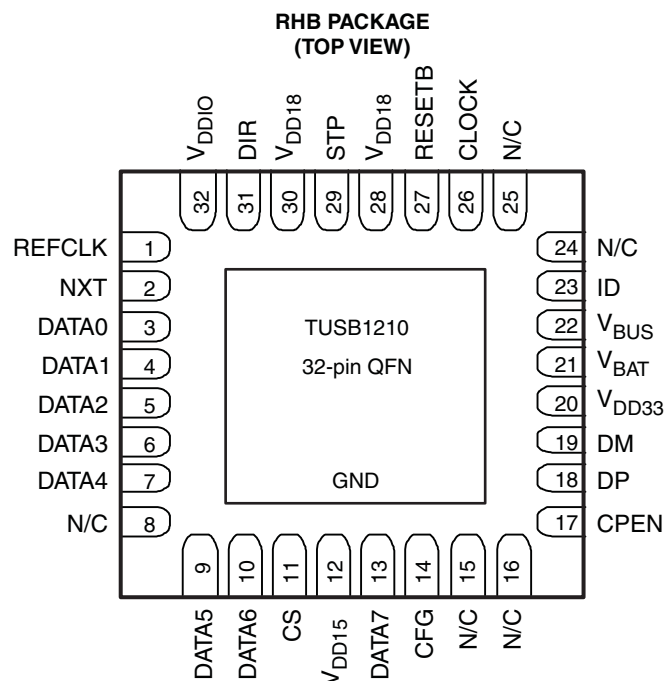 RHB PACKAGE
(TOP VIEW)
VDDIO
DIR
VDD18
STP
VDD18
RESETB
CLOCK
N/C
32
31
30
29
28
27
26
25
REFCLK 1
NXT 2
DATA0 3
DATA1 4
DATA2 5
DATA3 6
DATA4 7
N/C 8
TUSB1210
32-pin QFN
GND
24 N/C
23 ID
22 VBUS
21 VBAT
20 VDD33
19 DM
18 DP
17 CPEN
9
10
11
12
13
14
15
16
DATA5
DATA6
CS
VDD15
DATA7
CFG
N/C
N/C